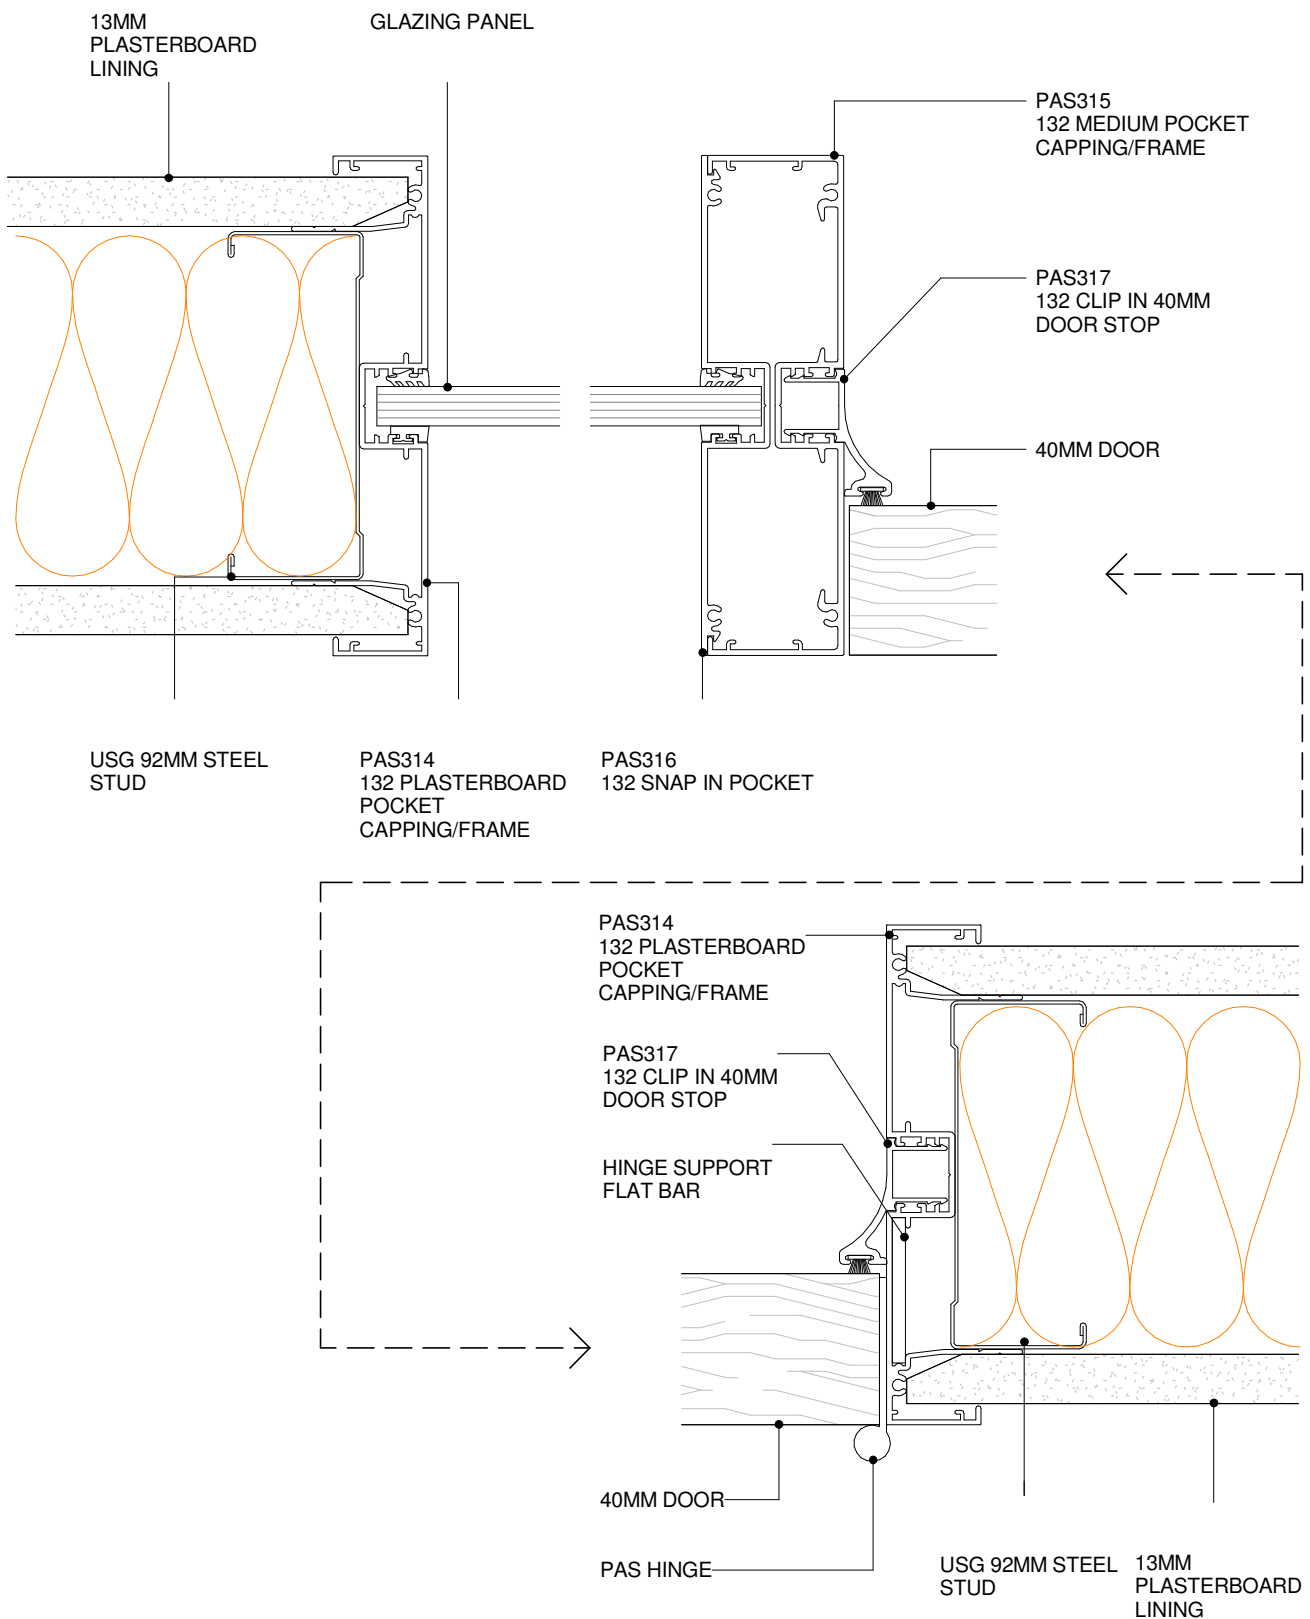 13MM
PLASTERBOARD
LINING
GLAZING PANEL
PAS315
132 MEDIUM POCKET
CAPPING/FRAME
PAS317
132 CLIP IN 40MM
DOOR STOP
40MM DOOR
USG 92MM STEEL
STUD
PAS314
132 PLASTERBOARD
POCKET
CAPPING/FRAME
PAS316
132 SNAP IN POCKET
PAS314
132 PLASTERBOARD
POCKET
CAPPING/FRAME
PAS317
132 CLIP IN 40MM
DOOR STOP
HINGE SUPPORT
FLAT BAR
40MM DOOR
PAS HINGE
USG 92MM STEEL
STUD
13MM
PLASTERBOARD
LINING